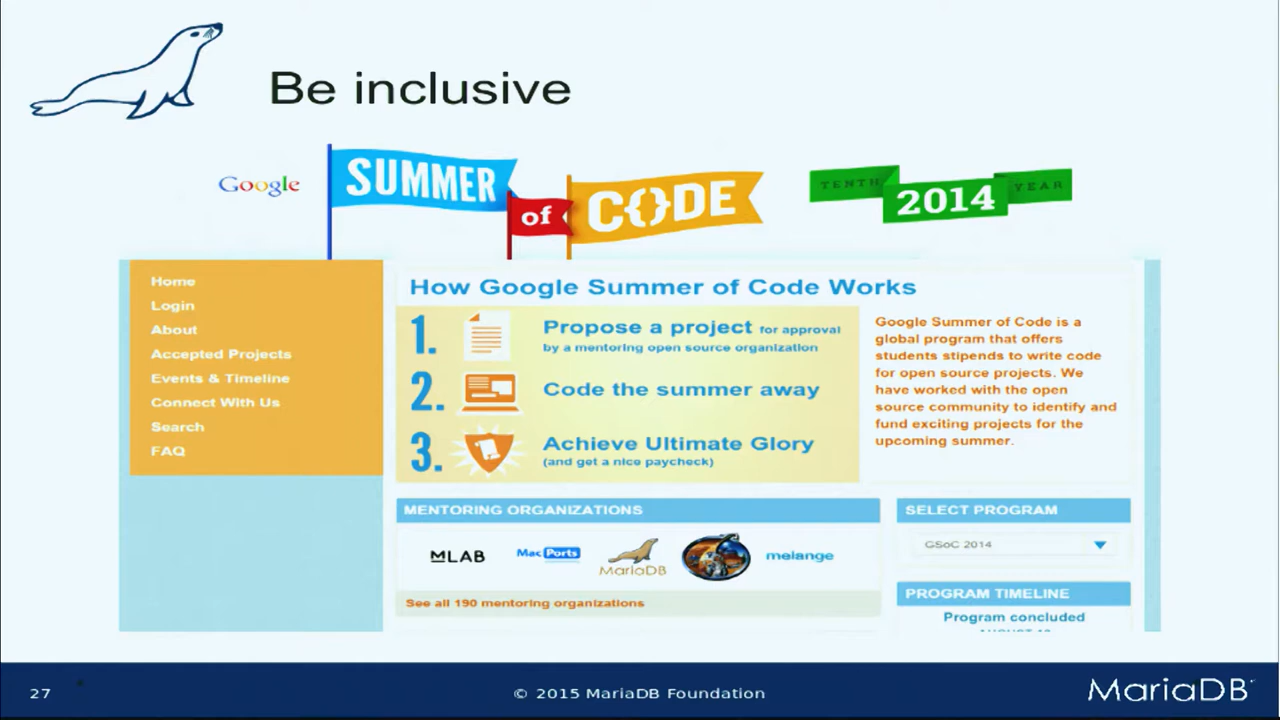 Be inclusive
Google
SUMMER
of
C{}DE
TENTH
2014
YEAR
Home
Login
About
Accepted Projects
Events & Timeline
Connect With Us
Search
FAQ
How Google Summer of Code Works
1.
Propose a project for approval
by a mentoring open source organization
2.
Code the summer away
3.
Achieve Ultimate Glory
(and get a nice paycheck)
Google Summer of Code is a
global program that offers
students stipends to write code
for open source projects. We
have worked with the open
source community to identify and
fund exciting projects for the
upcoming summer.
MENTORING ORGANIZATIONS
MLAB
MacPorts
MariaDB
melange
See all 190 mentoring organizations
SELECT PROGRAM
GSoC 2014
PROGRAM TIMELINE
Program concluded
27
© 2015 MariaDB Foundation
MariaDB